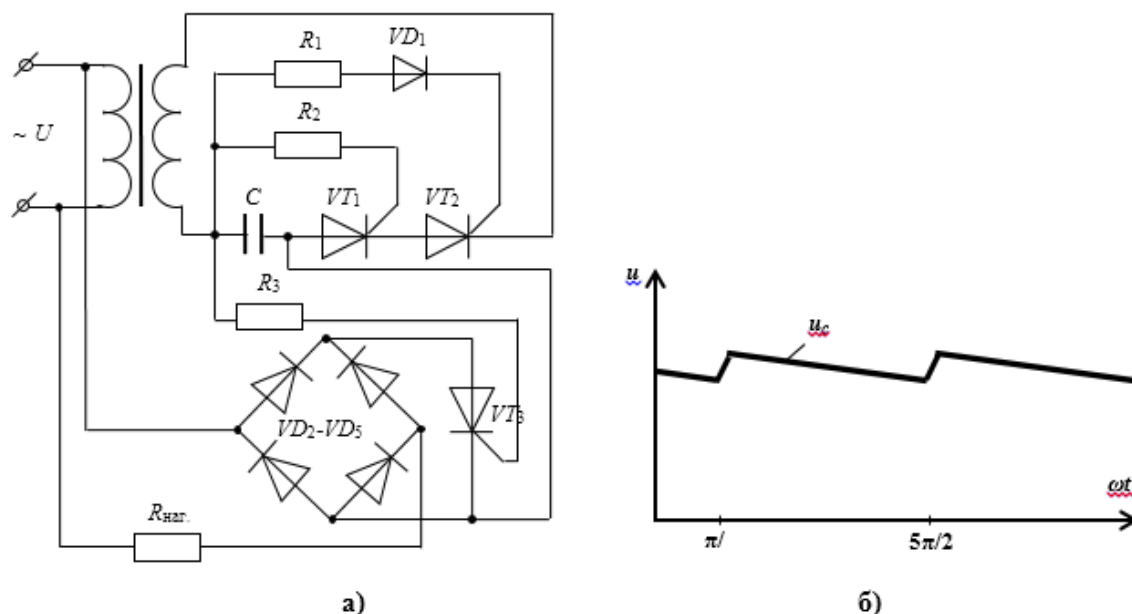 R1
VD1
~ U
R2
C
VT1
VT2
R3
VD2-VD5
VT3
Rнаг.
а)
u
uc
ωt
π/
5π/2
б)